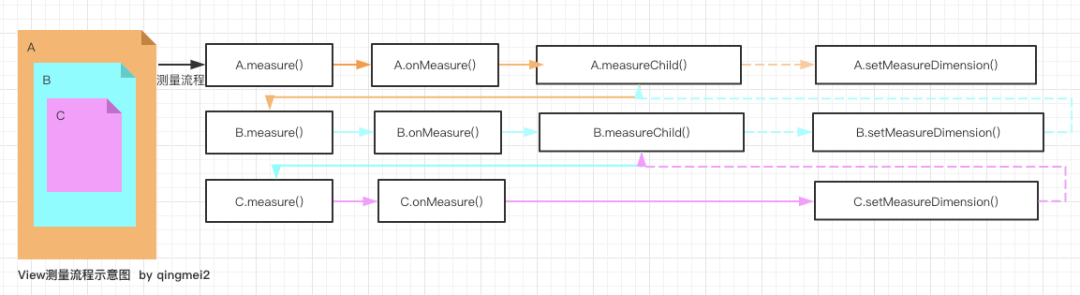 A
B
C
测量流程
A.measure()
A.onMeasure()
A.measureChild()
A.setMeasureDimension()
B.measure()
B.onMeasure()
B.measureChild()
B.setMeasureDimension()
C.measure()
C.onMeasure()
C.setMeasureDimension()
View测量流程示意图 by qingmei2